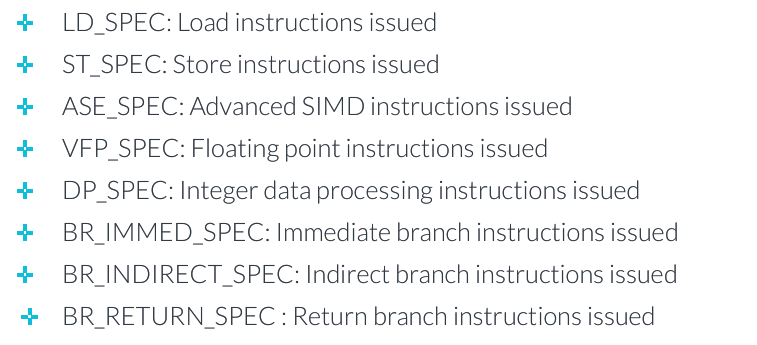 LD_SPEC: Load instructions issued
ST_SPEC: Store instructions issued
ASE_SPEC: Advanced SIMD instructions issued
VFP_SPEC: Floating point instructions issued
DP_SPEC: Integer data processing instructions issued
BR_IMMED_SPEC: Immediate branch instructions issued
BR_INDIRECT_SPEC: Indirect branch instructions issued
BR_RETURN_SPEC : Return branch instructions issued